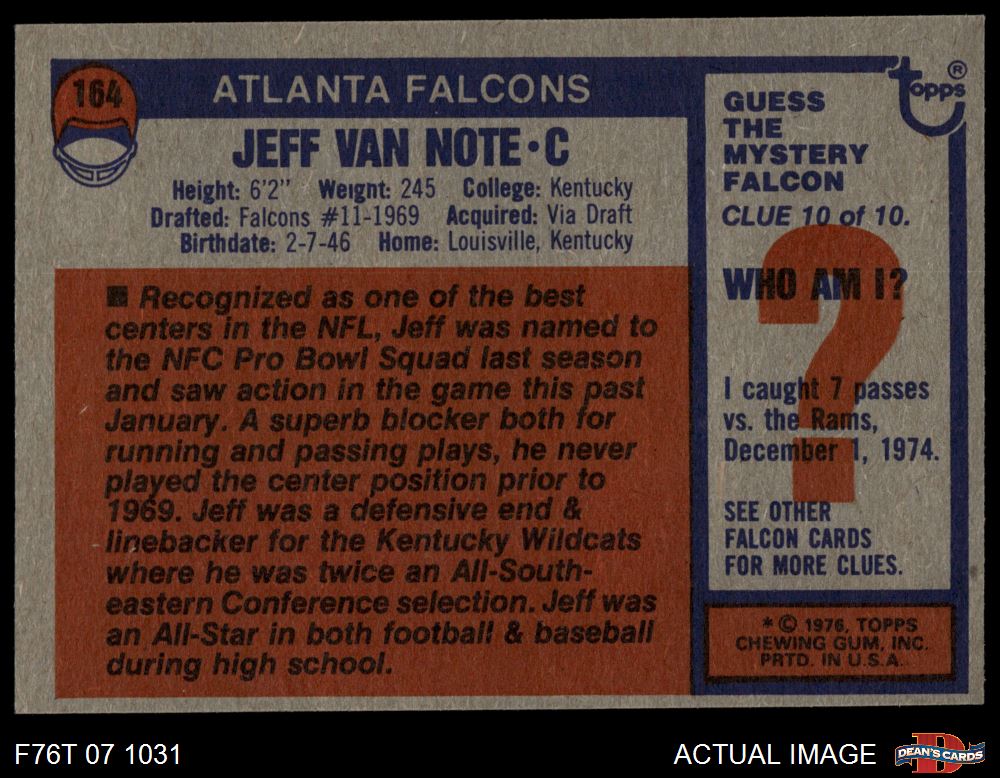 164
ATLANTA FALCONS
JEFF VAN NOTE • C
Height: 6'2" Weight: 245 College: Kentucky
Drafted: Falcons #11-1969 Acquired: Via Draft
Birthdate: 2-7-46 Home: Louisville, Kentucky
■ Recognized as one of the best
centers in the NFL, Jeff was named to
the NFC Pro Bowl Squad last season
and saw action in the game this past
January. A superb blocker both for
running and passing plays, he never
played the center position prior to
1969. Jeff was a defensive end &
linebacker for the Kentucky Wildcats
where he was twice an All-South-
eastern Conference selection. Jeff was
an All-Star in both football & baseball
during high school.
topps®
GUESS
THE
MYSTERY
FALCON
CLUE 10 of 10.
?
WHO AM I?
I caught 7 passes
vs. the Rams,
December 1, 1974.
SEE OTHER
FALCON CARDS
FOR MORE CLUES.
* © 1976, TOPPS
CHEWING GUM, INC.
PRTD. IN U.S.A.
F76T 07 1031
ACTUAL IMAGE
D
DEAN'S CARDS